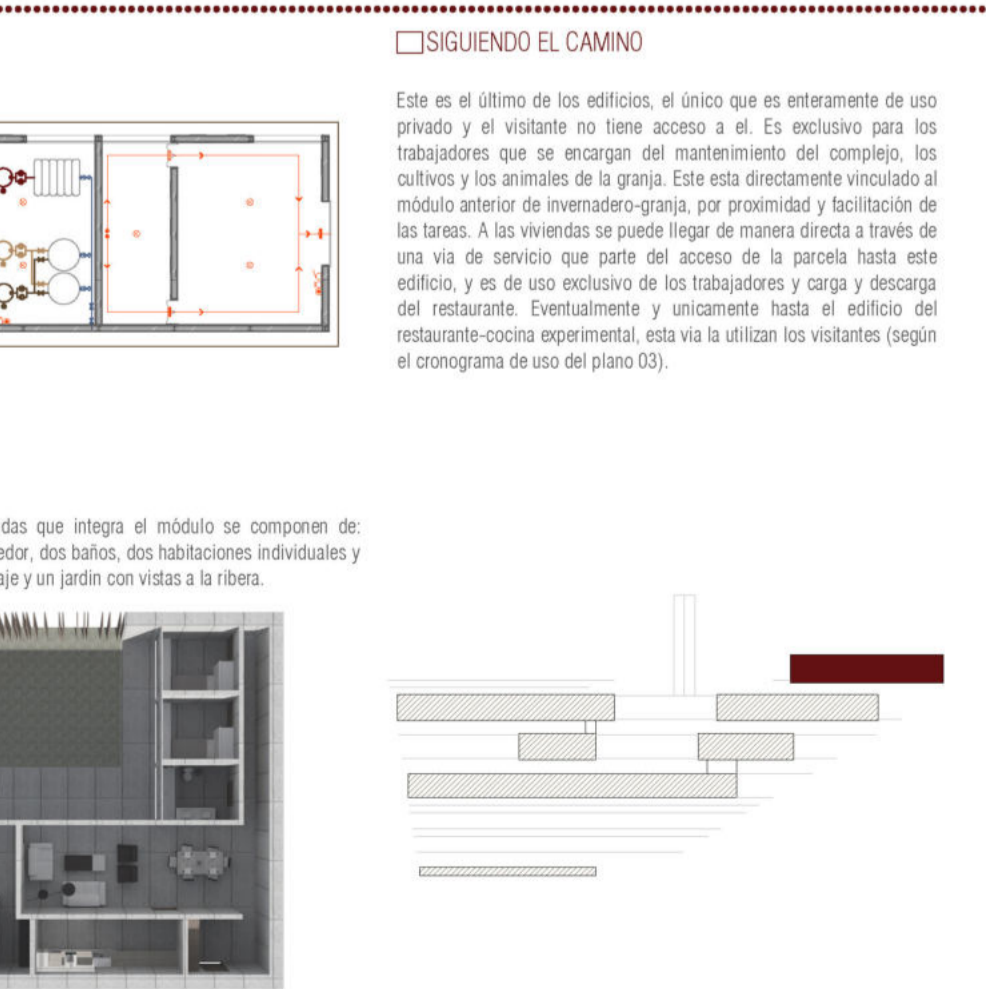 SIGUIENDO EL CAMINO
Este es el último de los edificios, el único que es enteramente de uso
privado y el visitante no tiene acceso a el. Es exclusivo para los
trabajadores que se encargan del mantenimiento del complejo, los
cultivos y los animales de la granja. Este esta directamente vinculado al
módulo anterior de invernadero-granja, por proximidad y facilitación de
las tareas. A las viviendas se puede llegar de manera directa a través de
una via de servicio que parte del acceso de la parcela hasta este
edificio, y es de uso exclusivo de los trabajadores y carga y descarga
del restaurante. Eventualmente y unicamente hasta el edificio del
restaurante-cocina experimental, esta via la utilizan los visitantes (según
el cronograma de uso del plano 03).
das que integra el módulo se componen de:
edor, dos baños, dos habitaciones individuales y
aje y un jardin con vistas a la ribera.